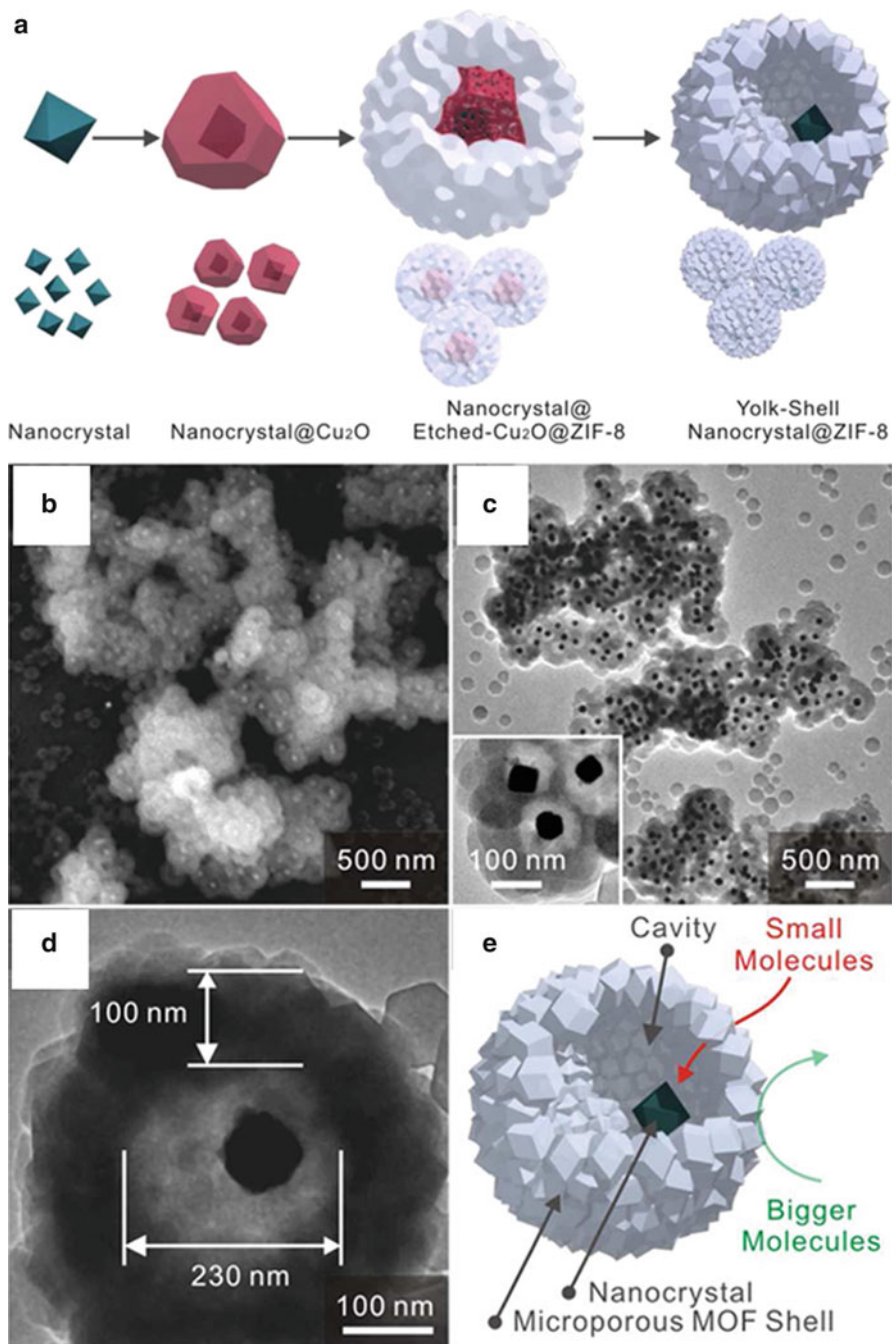 a
Nanocrystal
Nanocrystal@Cu₂O
Nanocrystal@
Etched-Cu₂O@ZIF-8
Yolk-Shell
Nanocrystal@ZIF-8
b
500 nm
c
100 nm
500 nm
d
100 nm
230 nm
100 nm
e
Cavity
Small
Molecules
Bigger
Molecules
Nanocrystal
Microporous MOF Shell